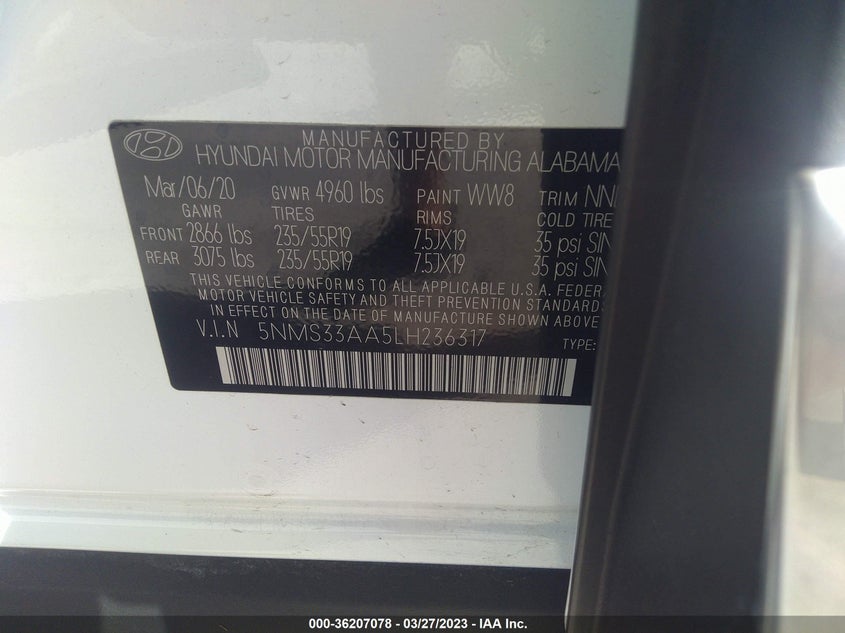 MANUFACTURED BY
HYUNDAI MOTOR MANUFACTURING ALABAMA
Mar/06/20 GVWR 4960 lbs PAINT WW8 TRIM
GAWR TIRES RIMS COLD TIRE
FRONT 2866 lbs 235/55R19 7.5JX19 35 psi
REAR 3075 lbs 235/55R19 7.5JX19 35 psi
THIS VEHICLE CONFORMS TO ALL APPLICABLE U.S.A. FEDER
MOTOR VEHICLE SAFETY AND THEFT PREVENTION STANDARDS
IN EFFECT ON THE DATE OF MANUFACTURE SHOWN ABOVE
V.I.N 5NMS33AA5LH236317 TYPE:
000-36207078 - 03/27/2023 - IAA Inc.